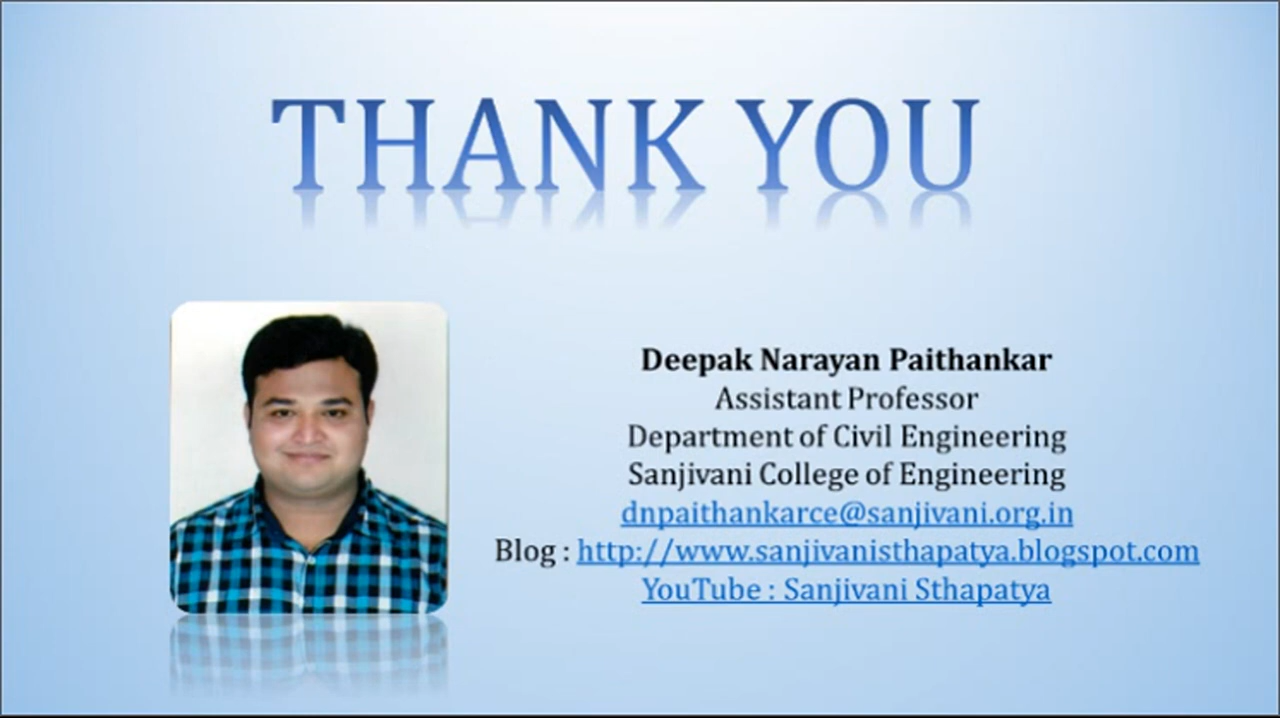 THANK YOU
Deepak Narayan Paithankar
Assistant Professor
Department of Civil Engineering
Sanjivani College of Engineering
dnpaithankarce@sanjivani.org.in
Blog : http://www.sanjivanisthapatya.blogspot.com
YouTube : Sanjivani Sthapatya